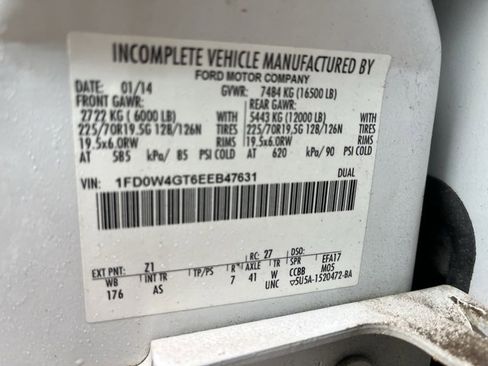 INCOMPLETE VEHICLE MANUFACTURED BY
FORD MOTOR COMPANY
DATE: 01/14 GVWR: 7484 KG (16500 LB)
FRONT GAWR: REAR GAWR:
2722 KG ( 6000 LB) WITH 5443 KG (12000 LB) WITH
225/70R19.5G 128/126N TIRES 225/70R19.5G 128/126N TIRES
19.5x6.0RW RIMS 19.5x6.0RW RIMS
AT 585 kPa/ 85 PSI COLD AT 620 kPa/ 90 PSI COLD
VIN: 1FD0W4GT6EEB47631 DUAL
EXT PNT: Z1 RC: 27 DSO:
WB INT TR TP/PS R AXLE TR SPR EFA17
176 AS 7 41 W CCBB M05
UNC ▽5U5A-1520472-BA